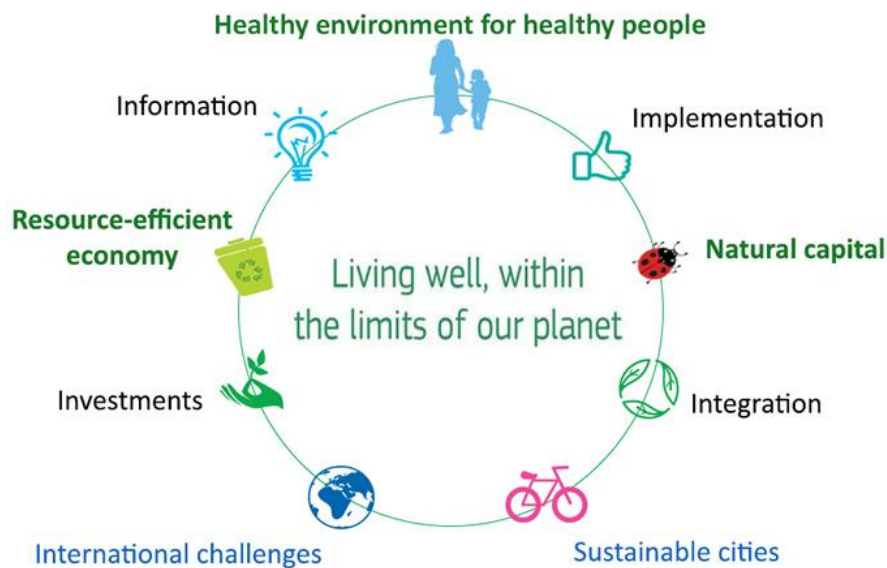 Healthy environment for healthy people
Information
Implementation
Resource-efficient
economy
Natural capital
Living well, within
the limits of our planet
Investments
Integration
International challenges
Sustainable cities